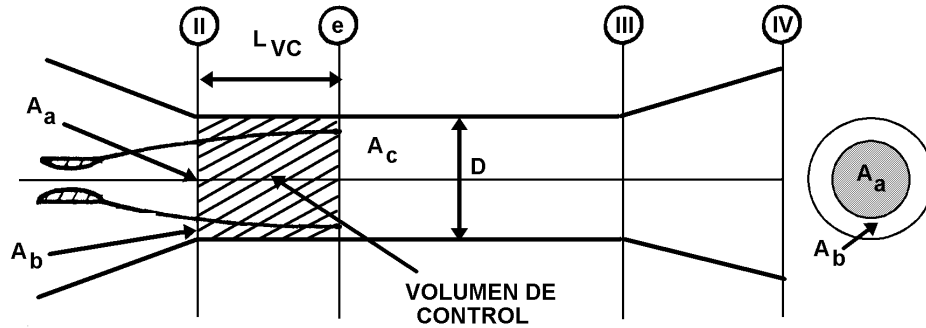 II
e
III
IV
L VC
A a
A c
D
A a
A b
A b
VOLUMEN DE
CONTROL